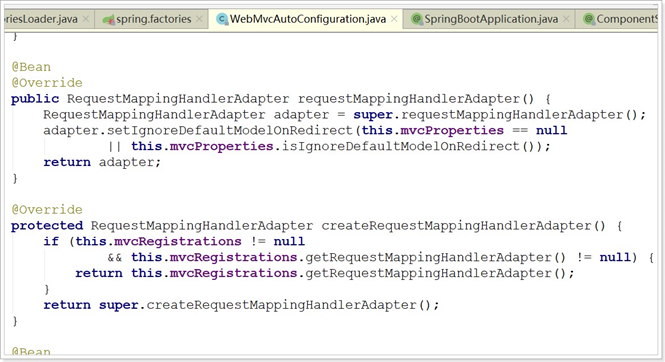 oriesLoader.java × spring.factories × WebMvcAutoConfiguration.java × SpringBootApplication.java × ComponentS
}
@Bean
@Override
public RequestMappingHandlerAdapter requestMappingHandlerAdapter() {
RequestMappingHandlerAdapter adapter = super.requestMappingHandlerAdapter();
adapter.setIgnoreDefaultModelOnRedirect(this.mvcProperties == null
|| this.mvcProperties.isIgnoreDefaultModelOnRedirect());
return adapter;
}
@Override
protected RequestMappingHandlerAdapter createRequestMappingHandlerAdapter() {
if (this.mvcRegistrations != null
&& this.mvcRegistrations.getRequestMappingHandlerAdapter() != null) {
return this.mvcRegistrations.getRequestMappingHandlerAdapter();
}
return super.createRequestMappingHandlerAdapter();
}
@Bean